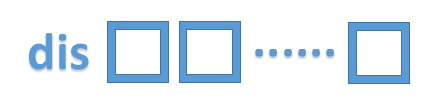 dis □ □ ...... □